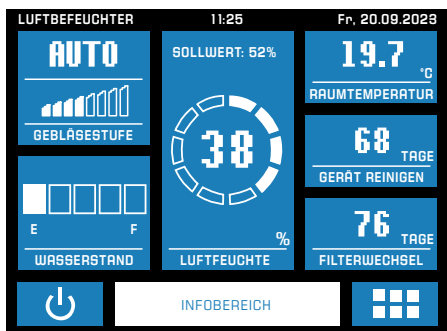 LUFTBEFEUCHTER 11:25 Fr, 20.09.2023
AUTO
GEBLÄSESTUFE
E F
WASSERSTAND
SOLLWERT: 52%
38
%
LUFTFEUCHTE
19.7 °C
RAUMTEMPERATUR
68 TAGE
GERÄT REINIGEN
76 TAGE
FILTERWECHSEL
INFOBEREICH